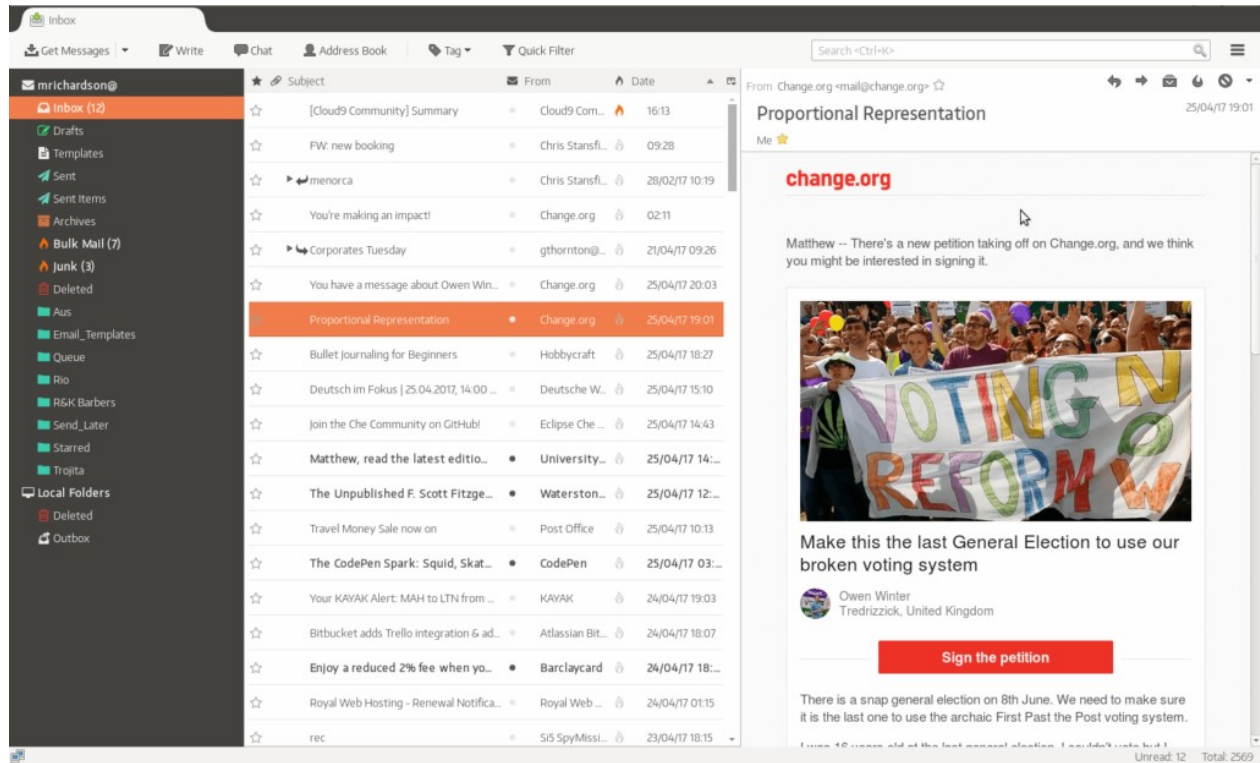 Inbox
Get Messages Write Chat Address Book Tag Quick Filter Search <Ctrl+K>
mrichardson@
Inbox (12)
Drafts
Templates
Sent
Sent Items
Archives
Bulk Mail (7)
Junk (3)
Deleted
Aus
Email_Templates
Queue
Rio
R&K Barbers
Send_Later
Starred
Trojita
Local Folders
Deleted
Outbox
Subject From Date
[Cloud9 Community] Summary Cloud9 Com... 16:13
FW: new booking Chris Stansfi... 09:28
menorca Chris Stansfi... 28/02/17 10:19
You're making an impact! Change.org 02:11
Corporates Tuesday gthornton@... 21/04/17 09:26
You have a message about Owen Win... Change.org 25/04/17 20:03
Proportional Representation Change.org 25/04/17 19:01
Bullet Journaling for Beginners Hobbycraft 25/04/17 18:27
Deutsch im Fokus | 25.04.2017, 14:00 ... Deutsche W... 25/04/17 15:10
Join the Che Community on GitHub! Eclipse Che ... 25/04/17 14:43
Matthew, read the latest editio... University... 25/04/17 14:...
The Unpublished F. Scott Fitzge... Waterston... 25/04/17 12:...
Travel Money Sale now on Post Office 25/04/17 10:13
The CodePen Spark: Squid, Skat... CodePen 25/04/17 03:...
Your KAYAK Alert: MAH to LTN from ... KAYAK 24/04/17 19:03
Bitbucket adds Trello integration & ad... Atlassian Bit... 24/04/17 18:07
Enjoy a reduced 2% fee when yo... Barclaycard 24/04/17 18:...
Royal Web Hosting - Renewal Notifica... Royal Web ... 24/04/17 01:15
rec Si5 SpyMissi... 23/04/17 18:15
From Change.org <mail@change.org>
Proportional Representation 25/04/17 19:01
Me
change.org
Matthew -- There's a new petition taking off on Change.org, and we think
you might be interested in signing it.
VOTING N
REFORM O
W
Make this the last General Election to use our
broken voting system
Owen Winter
Tredrizzick, United Kingdom
Sign the petition
There is a snap general election on 8th June. We need to make sure
it is the last one to use the archaic First Past the Post voting system.
I was 16 years old at the last general election. I couldn't vote but I
Unread: 12 Total: 2569